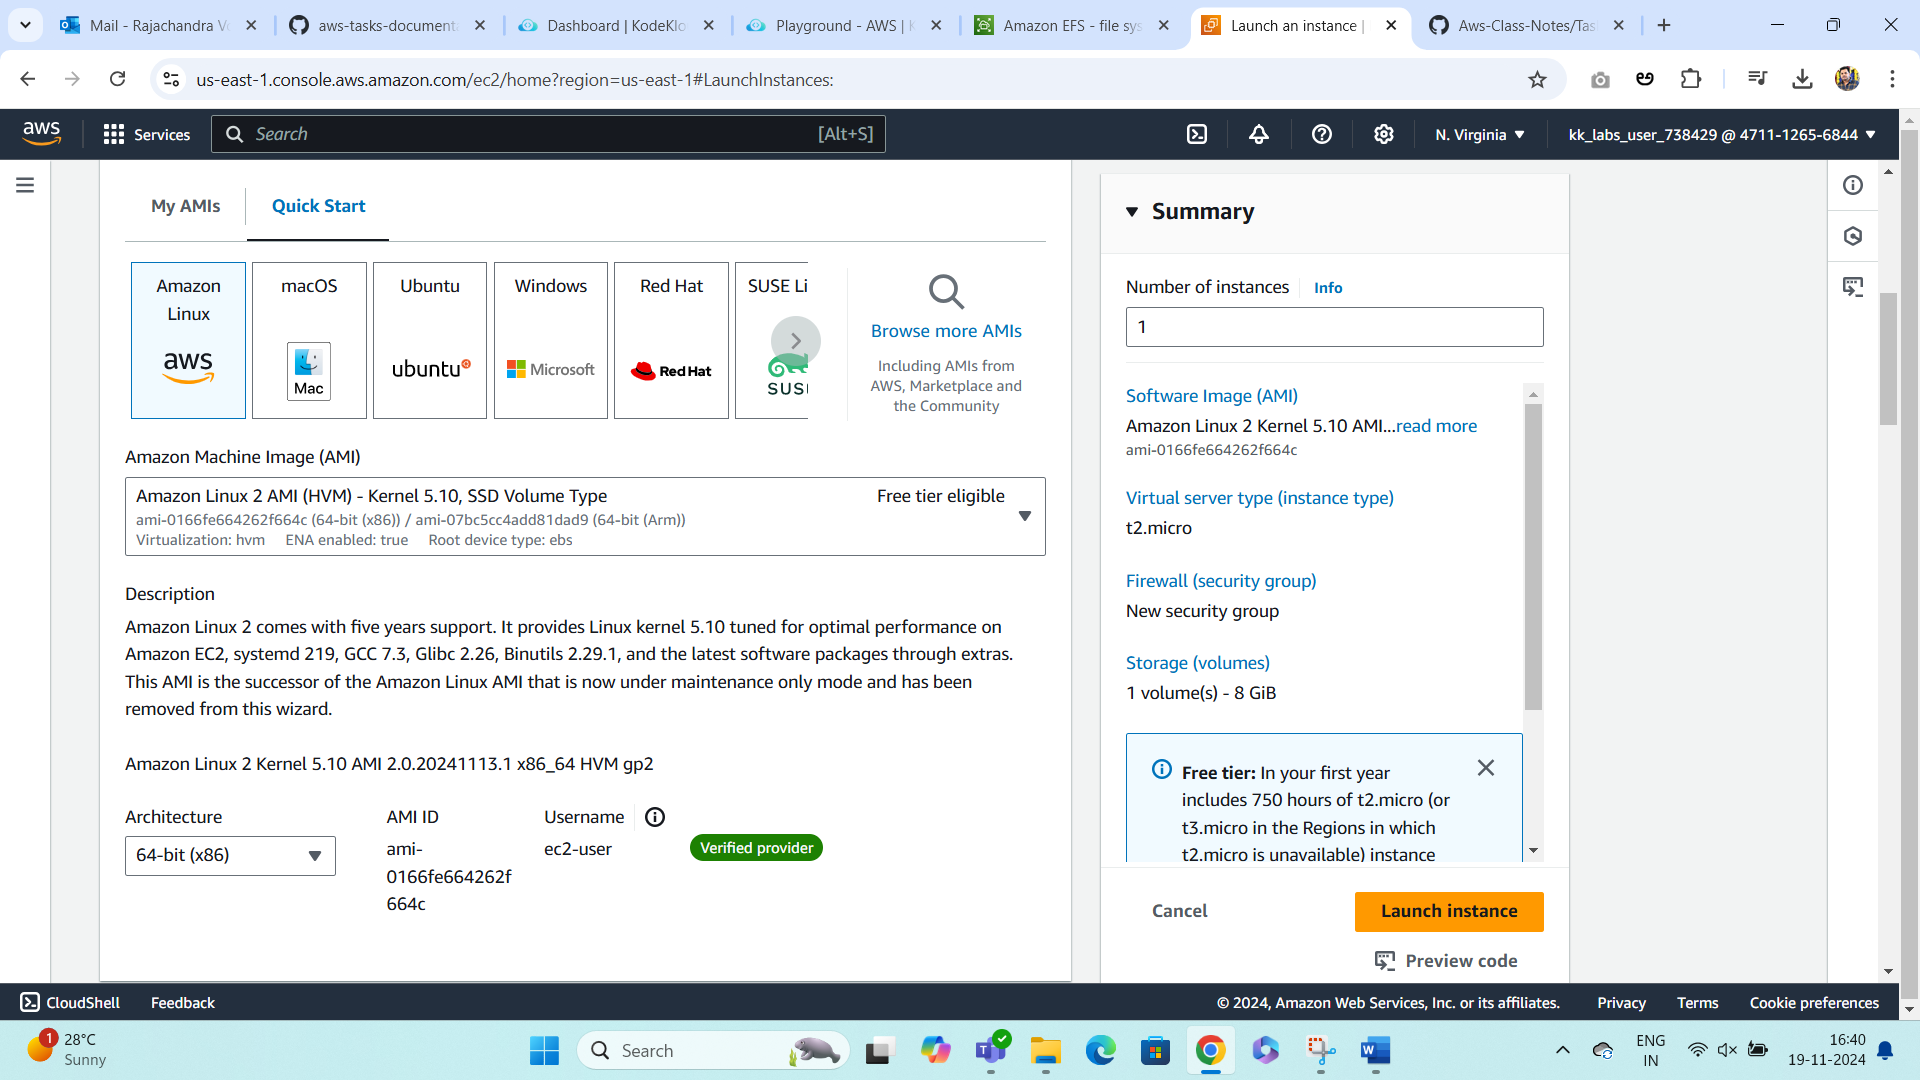 Mail - Rajachandra Vo
aws-tasks-documenta
Dashboard | KodeKlo
Playground - AWS | K
Amazon EFS - file sys
Launch an instance |
Aws-Class-Notes/Tas
us-east-1.console.aws.amazon.com/ec2/home?region=us-east-1#LaunchInstances:
aws
Services
Search
[Alt+S]
N. Virginia
kk_labs_user_738429 @ 4711-1265-6844
My AMIs
Quick Start
Amazon Linux
aws
macOS
Mac
Ubuntu
ubuntu
Windows
Microsoft
Red Hat
Red Hat
SUSE Li
SUS
Browse more AMIs
Including AMIs from
AWS, Marketplace and
the Community
Amazon Machine Image (AMI)
Amazon Linux 2 AMI (HVM) - Kernel 5.10, SSD Volume Type
Free tier eligible
ami-0166fe664262f664c (64-bit (x86)) / ami-07bc5cc4add81dad9 (64-bit (Arm))
Virtualization: hvm ENA enabled: true Root device type: ebs
Description
Amazon Linux 2 comes with five years support. It provides Linux kernel 5.10 tuned for optimal performance on
Amazon EC2, systemd 219, GCC 7.3, Glibc 2.26, Binutils 2.29.1, and the latest software packages through extras.
This AMI is the successor of the Amazon Linux AMI that is now under maintenance only mode and has been
removed from this wizard.
Amazon Linux 2 Kernel 5.10 AMI 2.0.20241113.1 x86_64 HVM gp2
Architecture
64-bit (x86)
AMI ID
ami-
0166fe664262f
664c
Username
ec2-user
Verified provider
Summary
Number of instances
Info
1
Software Image (AMI)
Amazon Linux 2 Kernel 5.10 AMI...read more
ami-0166fe664262f664c
Virtual server type (instance type)
t2.micro
Firewall (security group)
New security group
Storage (volumes)
1 volume(s) - 8 GiB
Free tier: In your first year
includes 750 hours of t2.micro (or
t3.micro in the Regions in which
t2.micro is unavailable) instance
Cancel
Launch instance
Preview code
CloudShell
Feedback
© 2024, Amazon Web Services, Inc. or its affiliates.
Privacy
Terms
Cookie preferences
1
28°C
Sunny
Search
ENG
IN
16:40
19-11-2024